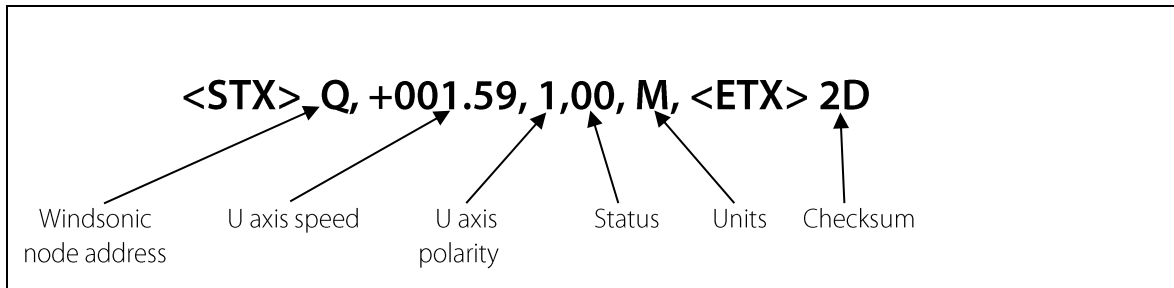 <STX> Q, +001.59, 1,00, M, <ETX> 2D
Windsonic node address
U axis speed
U axis polarity
Status
Units
Checksum